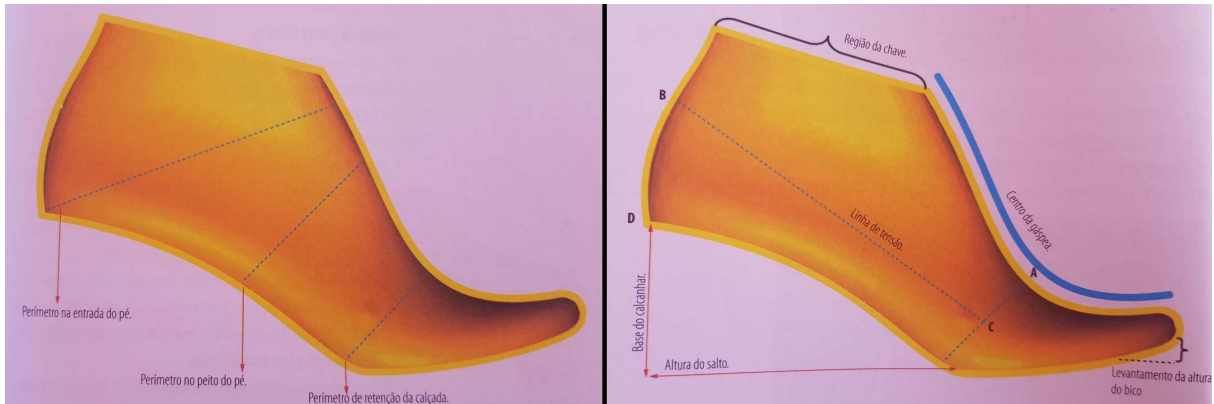 Perímetro na entrada do pé.
Perímetro no peito do pé.
Perímetro de retenção da calçada.
Região da chave.
B
Centro da gáspea.
Linha de tensão.
D
A
Base do calcanhar.
C
Altura do salto.
Levantamento da altura
do bico